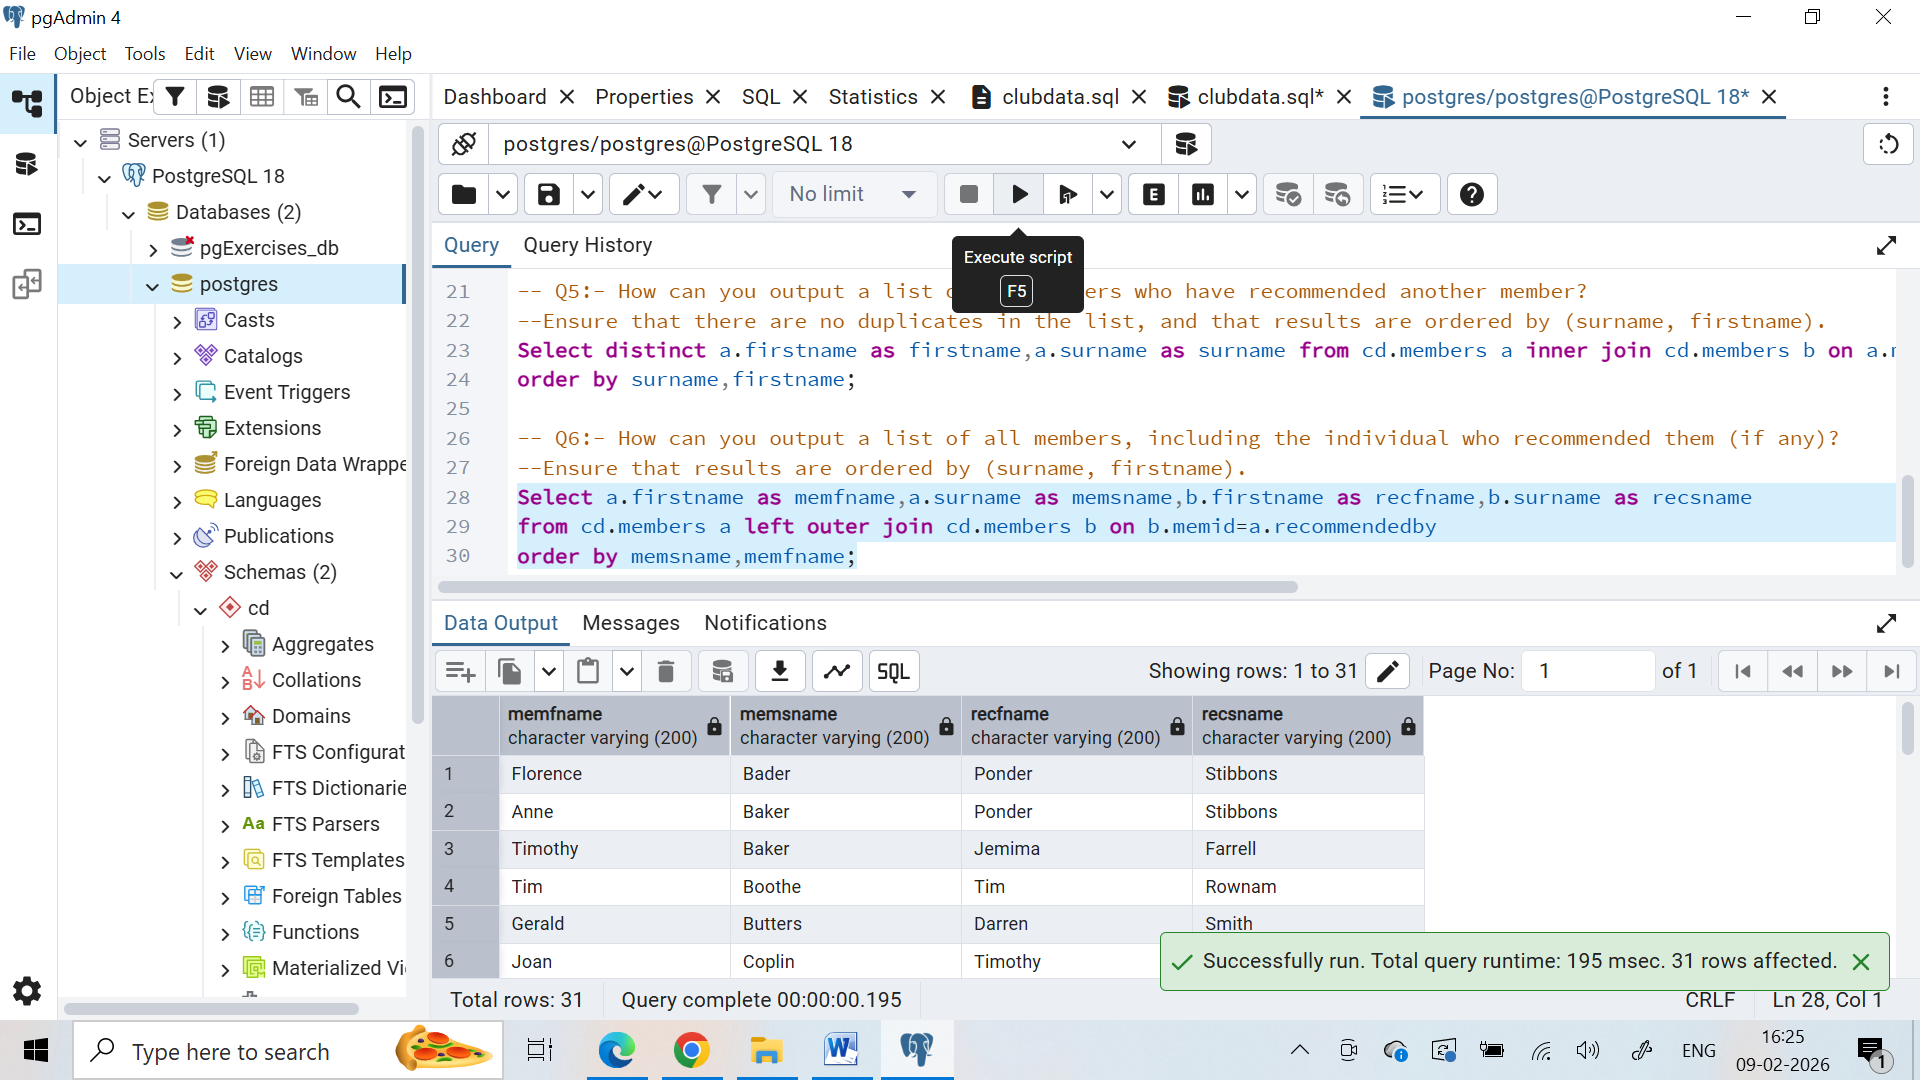 pgAdmin 4
File Object Tools Edit View Window Help
Object E
Dashboard Properties SQL Statistics clubdata.sql clubdata.sql* postgres/postgres@PostgreSQL 18*
Servers (1)
PostgreSQL 18
Databases (2)
pgExercises_db
postgres
Casts
Catalogs
Event Triggers
Extensions
Foreign Data Wrappe
Languages
Publications
Schemas (2)
cd
Aggregates
Collations
Domains
FTS Configurat
FTS Dictionarie
Aa FTS Parsers
FTS Templates
Foreign Tables
Functions
Materialized Vi
postgres/postgres@PostgreSQL 18
No limit
E
Query Query History
Execute script
F5
21 -- Q5:- How can you output a list ers who have recommended another member?
22 --Ensure that there are no duplicates in the list, and that results are ordered by (surname, firstname).
23 Select distinct a.firstname as firstname,a.surname as surname from cd.members a inner join cd.members b on a.
24 order by surname,firstname;
25
26 -- Q6:- How can you output a list of all members, including the individual who recommended them (if any)?
27 --Ensure that results are ordered by (surname, firstname).
28 Select a.firstname as memfname,a.surname as memsname,b.firstname as recfname,b.surname as recsname
29 from cd.members a left outer join cd.members b on b.memid=a.recommendedby
30 order by memsname,memfname;
Data Output Messages Notifications
SQL Showing rows: 1 to 31 Page No: 1 of 1
memfname memsname recfname recsname
character varying (200) character varying (200) character varying (200) character varying (200)
1 Florence Bader Ponder Stibbons
2 Anne Baker Ponder Stibbons
3 Timothy Baker Jemima Farrell
4 Tim Boothe Tim Rownam
5 Gerald Butters Darren Smith
6 Joan Coplin Timothy
Successfully run. Total query runtime: 195 msec. 31 rows affected.
Total rows: 31 Query complete 00:00:00.195 CRLF Ln 28, Col 1
Type here to search
ENG
16:25
09-02-2026
1